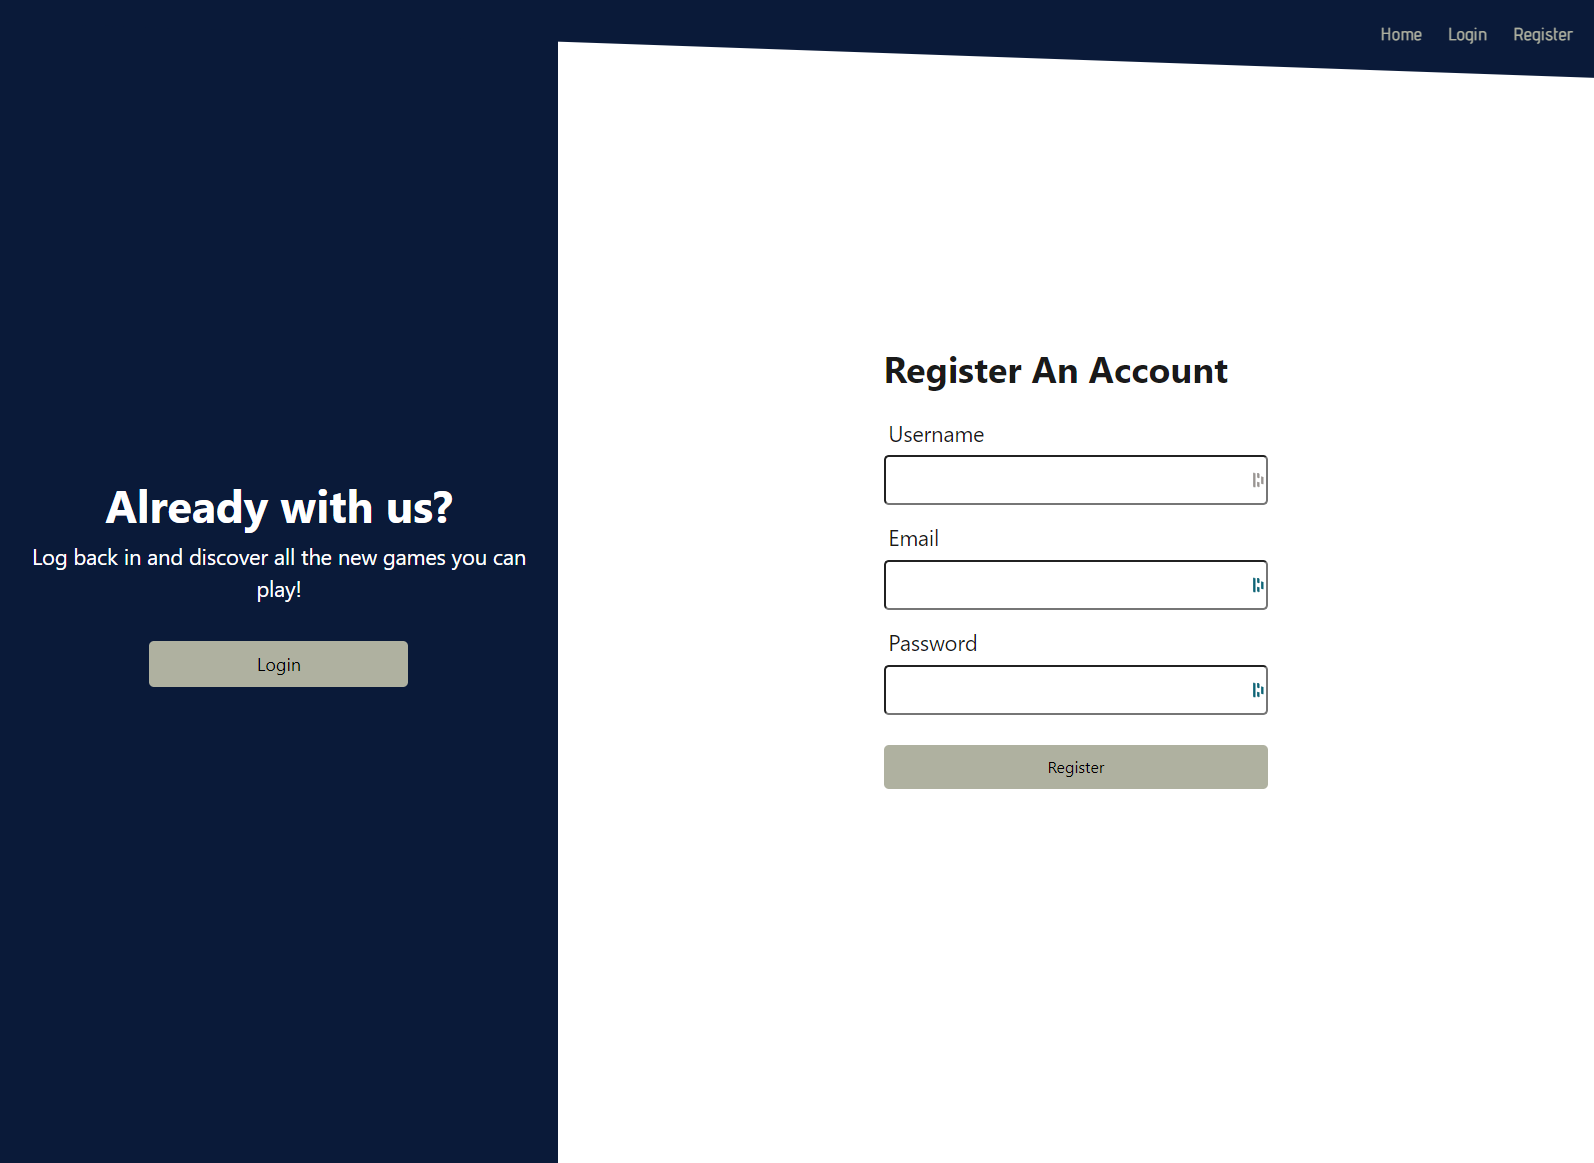 Home Login Register
Already with us?
Log back in and discover all the new games you can
play!
Login
Register An Account
Username
Email
Password
Register